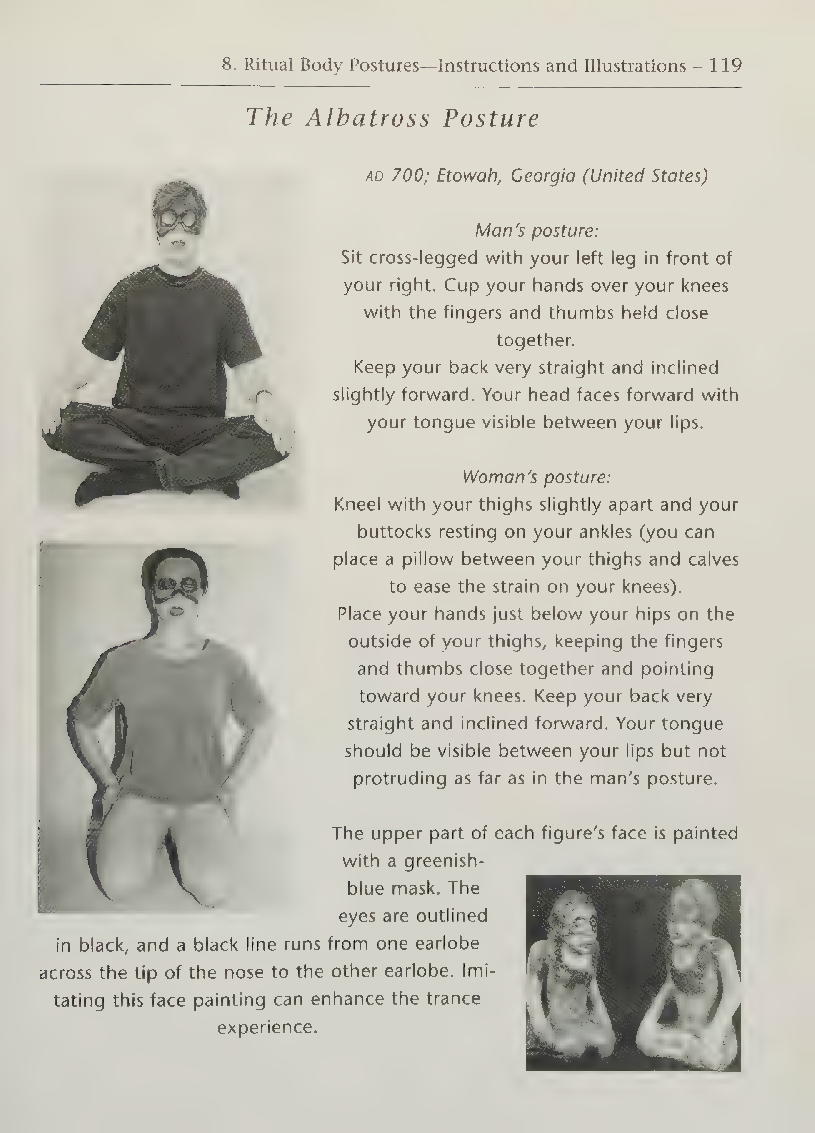 8. Ritual Body Postures—Instructions and Illustrations – 119
The Albatross Posture
AD 700; Etowah, Georgia (United States)
Man's posture:
Sit cross-legged with your left leg in front of
your right. Cup your hands over your knees
with the fingers and thumbs held close
together.
Keep your back very straight and inclined
slightly forward. Your head faces forward with
your tongue visible between your lips.
Woman's posture:
Kneel with your thighs slightly apart and your
buttocks resting on your ankles (you can
place a pillow between your thighs and calves
to ease the strain on your knees).
Place your hands just below your hips on the
outside of your thighs, keeping the fingers
and thumbs close together and pointing
toward your knees. Keep your back very
straight and inclined forward. Your tongue
should be visible between your lips but not
protruding as far as in the man's posture.
The upper part of each figure's face is painted
with a greenish-
blue mask. The
eyes are outlined
in black, and a black line runs from one earlobe
across the tip of the nose to the other earlobe. Imi-
tating this face painting can enhance the trance
experience.